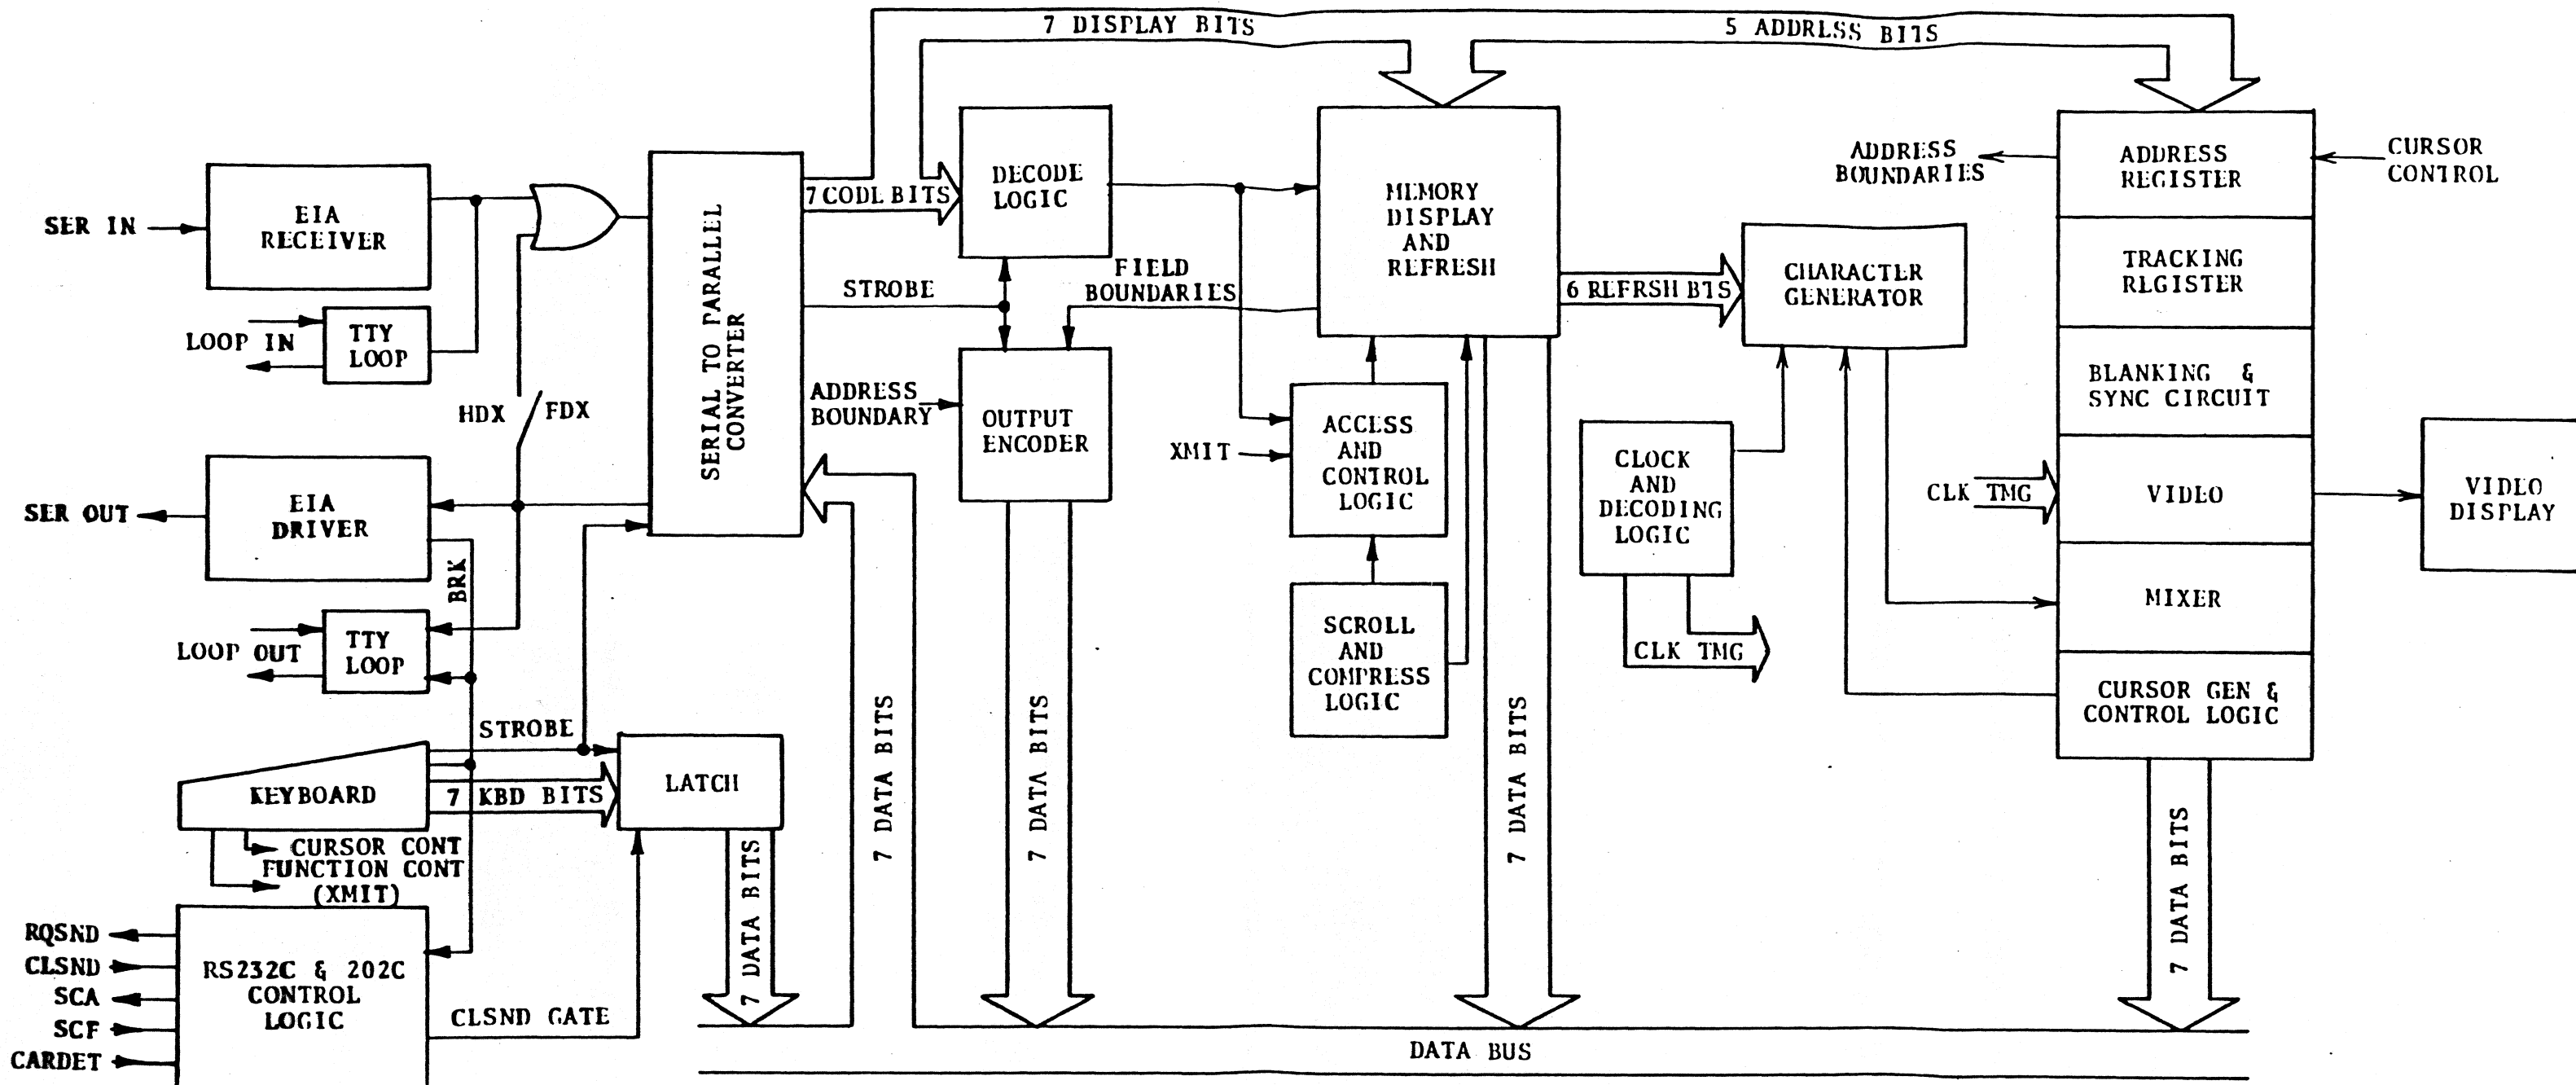 7 DISPLAY BITS
5 ADDRESS BITS
SER IN
EIA
RECEIVER
LOOP IN
TTY
LOOP
HDX
FDX
SER OUT
EIA
DRIVER
BRK
LOOP OUT
TTY
LOOP
STROBE
KEYBOARD
7 KBD BITS
LATCH
CURSOR CONT
FUNCTION CONT
(XMIT)
RQSND
CLSND
SCA
SCF
CARDET
RS232C & 202C
CONTROL
LOGIC
CLSND GATE
7 DATA BITS
SERIAL TO PARALLEL
CONVERTER
7 CODE BITS
STROBE
DECODE
LOGIC
FIELD
BOUNDARIES
ADDRESS
BOUNDARY
OUTPUT
ENCODER
7 DATA BITS
7 DATA BITS
MEMORY
DISPLAY
AND
REFRESH
XMIT
ACCESS
AND
CONTROL
LOGIC
SCROLL
AND
COMPRESS
LOGIC
7 DATA BITS
6 REFRSH BTS
CHARACTER
GENERATOR
CLOCK
AND
DECODING
LOGIC
CLK TMG
ADDRESS
BOUNDARIES
ADDRESS
REGISTER
CURSOR
CONTROL
TRACKING
REGISTER
BLANKING &
SYNC CIRCUIT
CLK TMG
VIDEO
MIXER
CURSOR GEN &
CONTROL LOGIC
VIDEO
DISPLAY
7 DATA BITS
DATA BUS